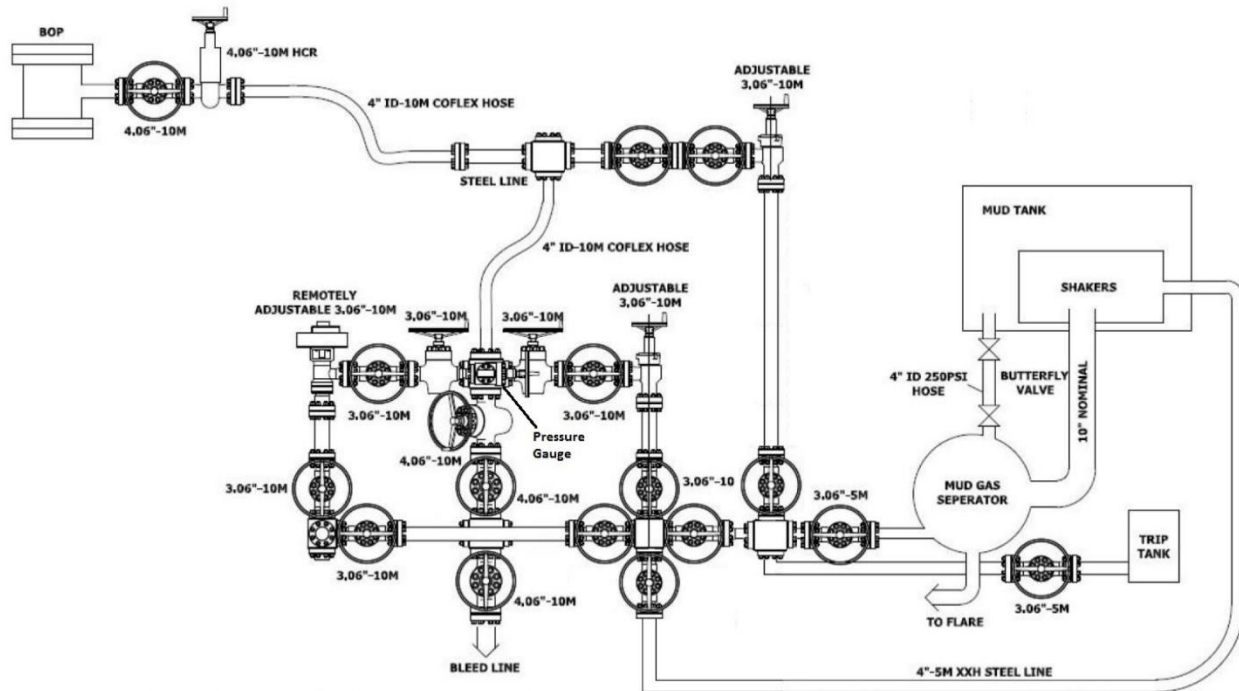 BOP
4.06"-10M HCR
4.06"-10M
4" ID-10M COFLEX HOSE
STEEL LINE
ADJUSTABLE
3.06"-10M
4" ID-10M COFLEX HOSE
MUD TANK
SHAKERS
REMOTELY
ADJUSTABLE 3.06"-10M
3.06"-10M
3.06"-10M
ADJUSTABLE
3.06"-10M
4" ID 250PSI
HOSE
BUTTERFLY
VALVE
10" NOMINAL
3.06"-10M
3.06"-10M
Pressure
Gauge
4.06"-10M
3.06"-10M
4.06"-10M
3.06"-10
3.06"-5M
MUD GAS
SEPERATOR
TRIP
TANK
3.06"-10M
4.06"-10M
3.06"-5M
TO FLARE
BLEED LINE
4"-5M XXH STEEL LINE